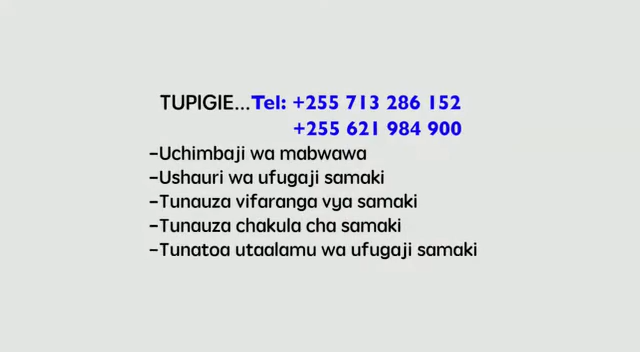 TUPIGIE...Tel: +255 713 286 152
+255 621 984 900
-Uchimbaji wa mabwawa
-Ushauri wa ufugaji samaki
-Tunauza vifaranga vya samaki
-Tunauza chakula cha samaki
-Tunatoa utaalamu wa ufugaji samaki